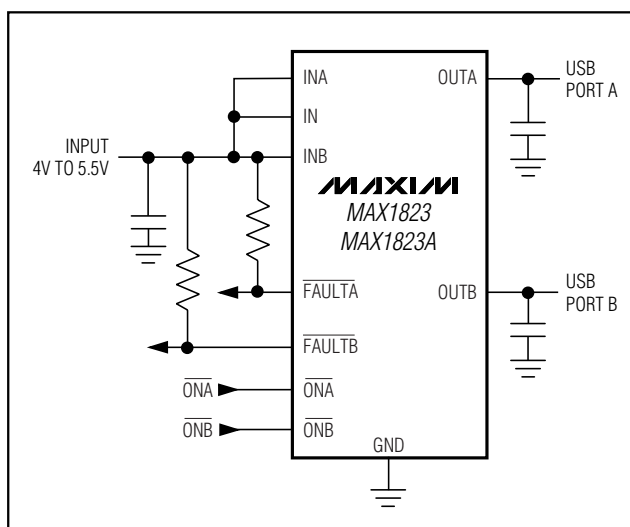 INA
OUTA
USB
PORT A
IN
INPUT
4V TO 5.5V
INB
MAXIM
MAX1823
MAX1823A
FAULTA
OUTB
USB
PORT B
FAULTB
ONA
ONA
ONB
ONB
GND